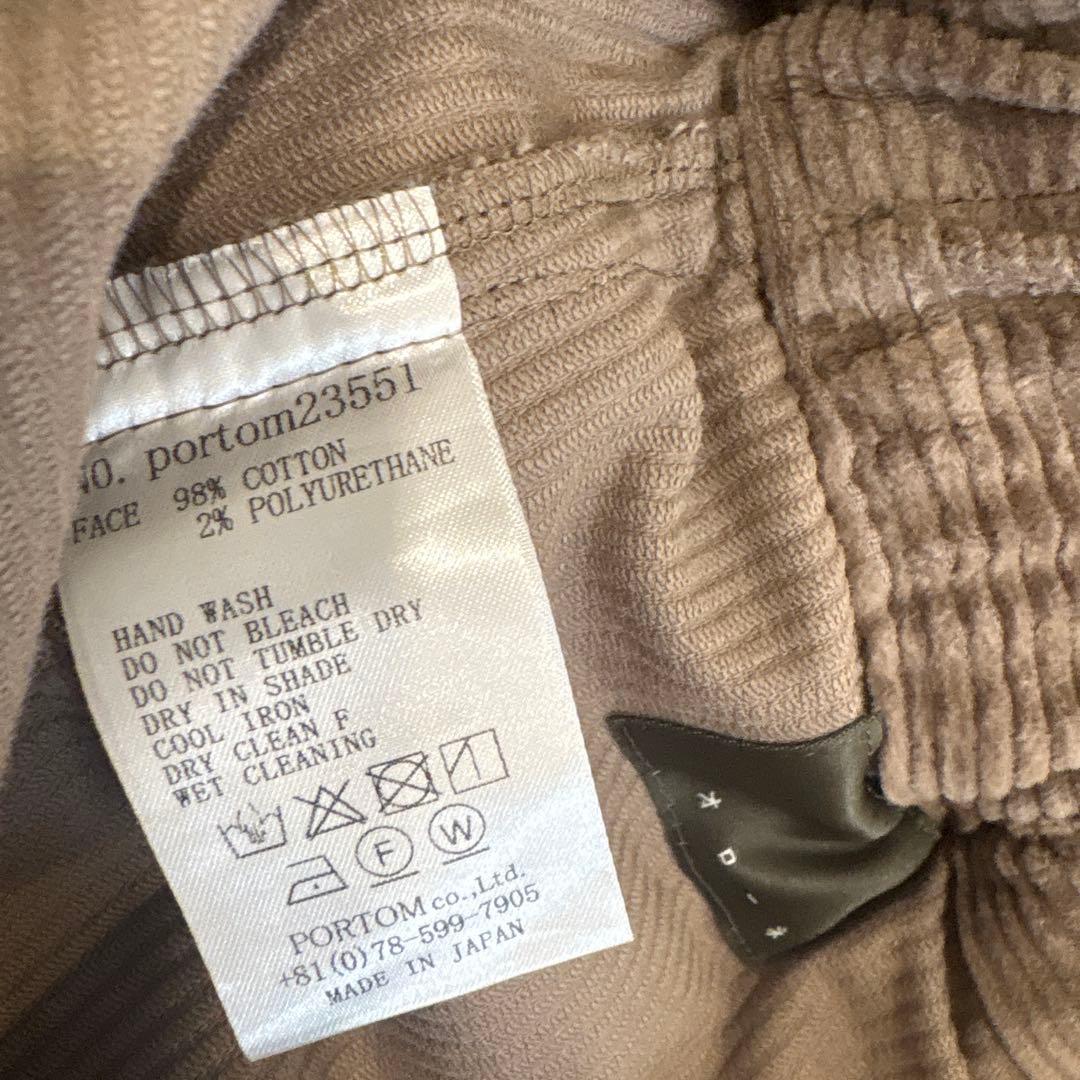 NO. portom23551
FACE 98% COTTON
2% POLYURETHANE
HAND WASH
DO NOT BLEACH
DO NOT TUMBLE DRY
DRY IN SHADE
COOL IRON
DRY CLEAN F
WET CLEANING
F W
PORTOM co.,Ltd.
+81(0)78-599-7905
MADE IN JAPAN